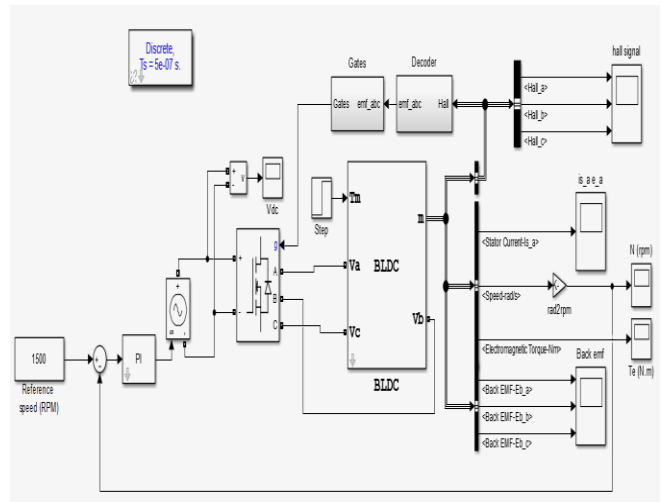 Discrete,
Ts = 5e-07 s.
Gates
Decoder
hall signal
Gates emf_abc
emf_abc Hall
<Hall_a>
<Hall_b>
<Hall_c>
+
-
v
Vdc
Step
Tm
m
is_a e_a
g
+
A
B
-
C
Va
BLDC
Vc
Vb
BLDC
<Stator Current-Is_a>
N (rpm)
<Speed-rad/s>
rad2rpm
+
-
1500
PI
Reference
speed (RPM)
<Electromagnetic Torque-Nm>
Te (N.m)
Back emf
<Back EMF-Eb_a>
<Back EMF-Eb_b>
<Back EMF-Eb_c>